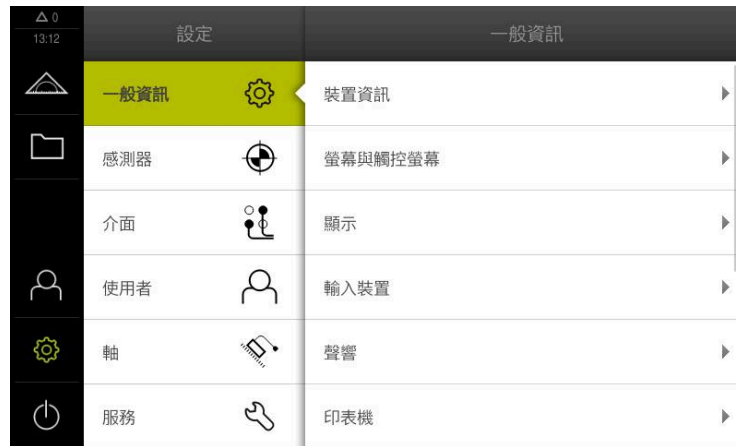 △ 0
13:12
設定
一般資訊
一般資訊
感測器
介面
使用者
軸
服務
裝置資訊
螢幕與觸控螢幕
顯示
輸入裝置
聲響
印表機